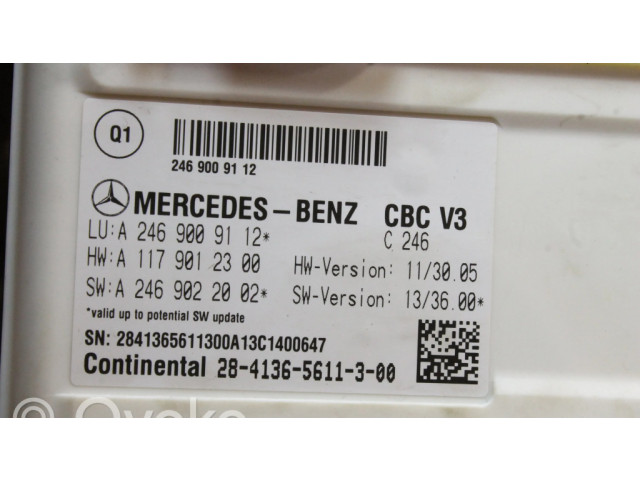 Q1
246 900 91 12
MERCEDES-BENZ CBC V3
LU:A 246 900 91 12* C 246
HW:A 117 901 23 00 HW-Version: 11/30.05
SW:A 246 902 20 02* SW-Version: 13/36.00*
*valid up to potential SW update
SN: 2841365611300A13C1400647
Continental 28-4136-5611-3-00
© Ovoko